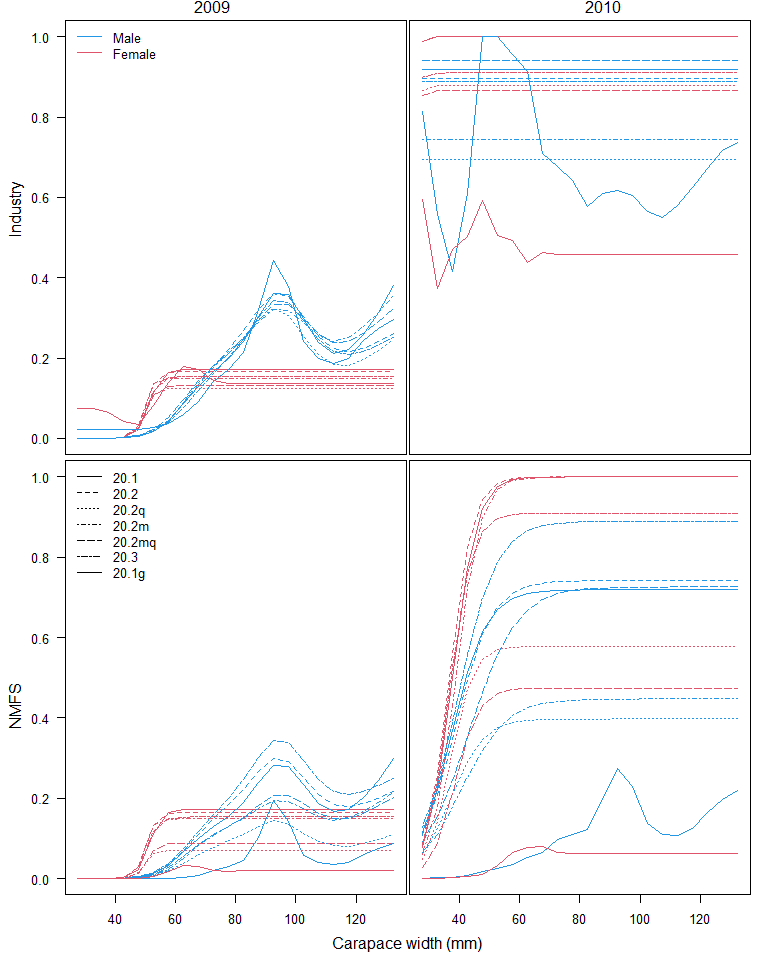 2009 2010
Male
Female
1.0
0.8
0.6
0.4
0.2
0.0
Industry
20.1
20.2
20.2q
20.2m
20.2mq
20.3
20.1g
1.0
0.8
0.6
0.4
0.2
0.0
NMFS
40 60 80 100 120 40 60 80 100 120
Carapace width (mm)